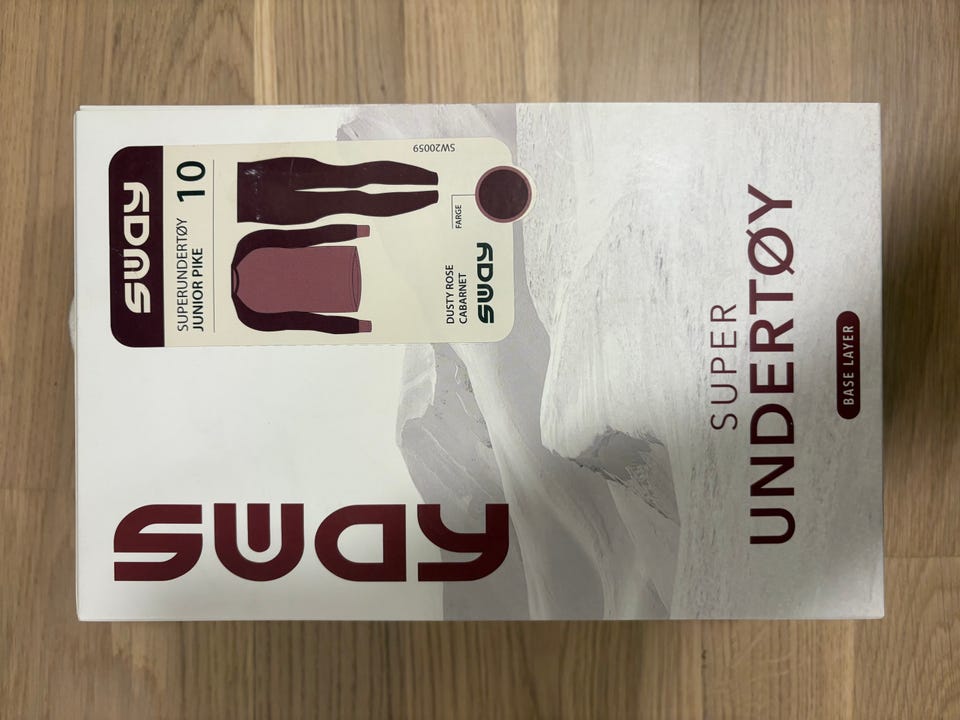 sway
SUPERUNDERTØY
JUNIOR PIKE
10
SW20059
FARGE
DUSTY ROSE
CABARNET
sway
sway
SUPER
UNDERTØY
BASE LAYER